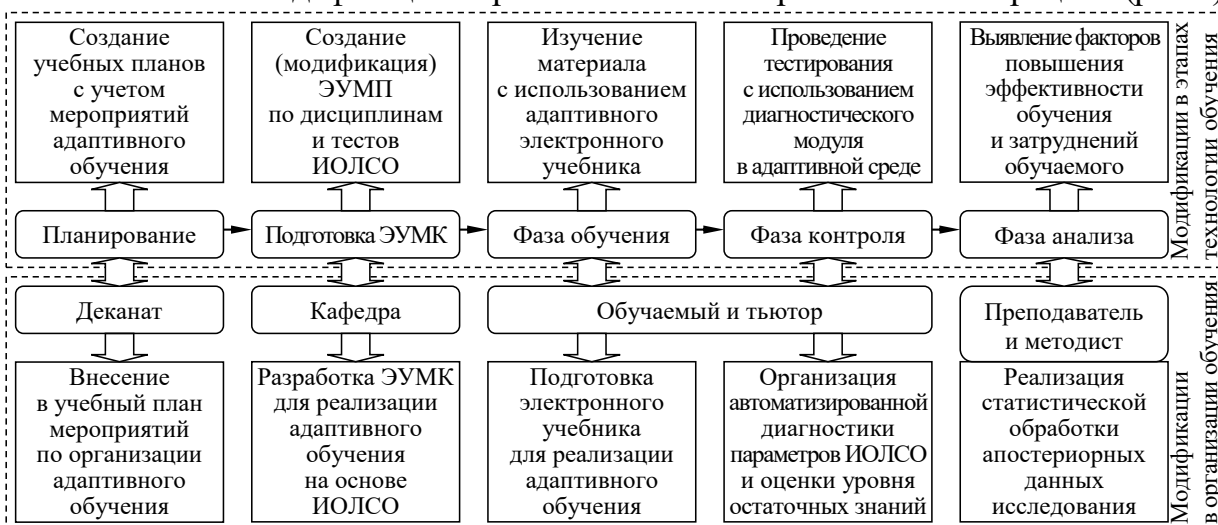 Создание
учебных планов
с учетом
мероприятий
адаптивного
обучения
Создание
(модификация)
ЭУМП
по дисциплинам
и тестов
ИОЛСО
Изучение
материала
с использованием
адаптивного
электронного
учебника
Проведение
тестирования
с использованием
диагностического
модуля
в адаптивной среде
Выявление факторов
повышения
эффективности
обучения
и затруднений
обучаемого
Модификации в этапах
технологии обучения
Планирование
Подготовка ЭУМК
Фаза обучения
Фаза контроля
Фаза анализа
Деканат
Кафедра
Обучаемый и тьютор
Преподаватель
и методист
Внесение
в учебный план
мероприятий
по организации
адаптивного
обучения
Разработка ЭУМК
для реализации
адаптивного
обучения
на основе
ИОЛСО
Подготовка
электронного
учебника
для реализации
адаптивного
обучения
Организация
автоматизированной
диагностики
параметров ИОЛСО
и оценки уровня
остаточных знаний
Реализация
статистической
обработки
апостериорных
данных
исследования
Модификации
в организации обучения